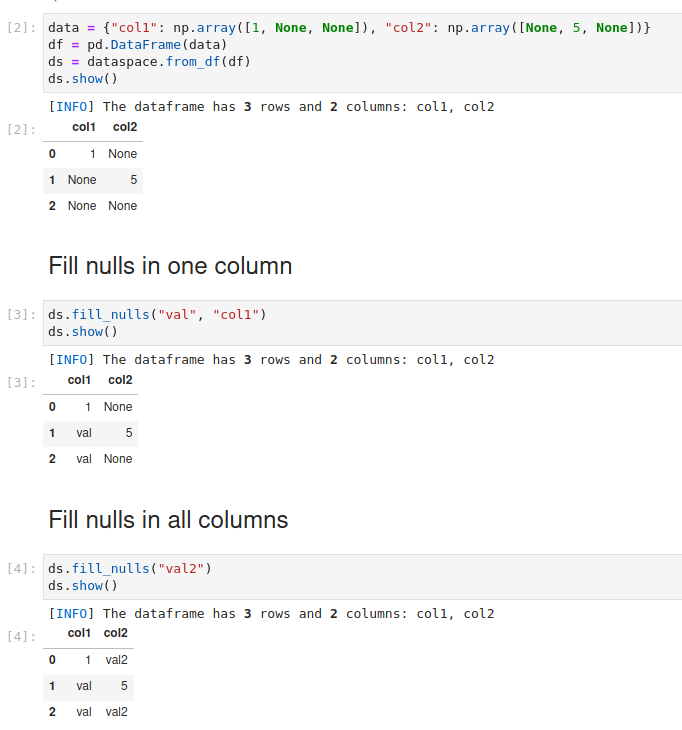 [2]: data = {"col1": np.array([1, None, None]), "col2": np.array([None, 5, None])}
df = pd.DataFrame(data)
ds = dataspace.from_df(df)
ds.show()
[INFO] The dataframe has 3 rows and 2 columns: col1, col2
[2]: col1 col2
0 1 None
1 None 5
2 None None
Fill nulls in one column
[3]: ds.fill_nulls("val", "col1")
ds.show()
[INFO] The dataframe has 3 rows and 2 columns: col1, col2
[3]: col1 col2
0 1 None
1 val 5
2 val None
Fill nulls in all columns
[4]: ds.fill_nulls("val2")
ds.show()
[INFO] The dataframe has 3 rows and 2 columns: col1, col2
[4]: col1 col2
0 1 val2
1 val 5
2 val val2